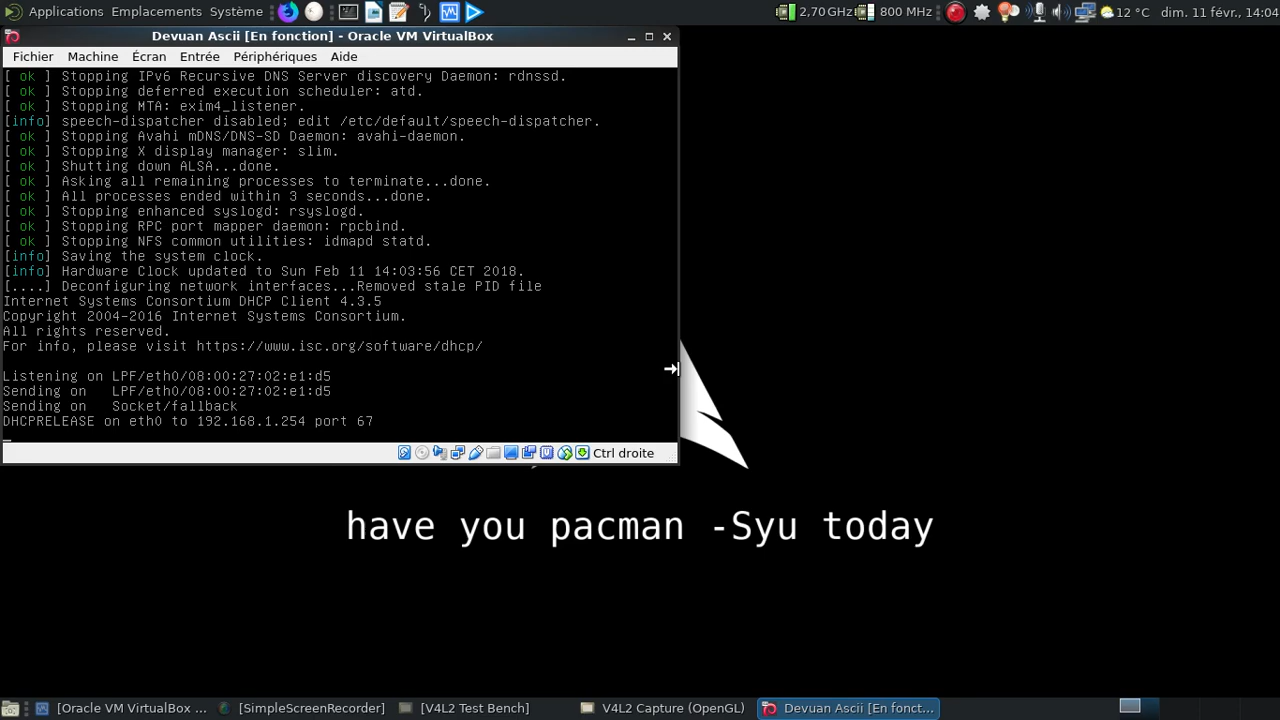 Applications Emplacements Système 2,70 GHz 800 MHz 12 °C dim. 11 févr., 14:04
Devuan Ascii [En fonction] - Oracle VM VirtualBox
Fichier Machine Écran Entrée Périphériques Aide
[ ok ] Stopping IPv6 Recursive DNS Server discovery Daemon: rdnssd.
[ ok ] Stopping deferred execution scheduler: atd.
[ ok ] Stopping MTA: exim4_listener.
[info] speech-dispatcher disabled; edit /etc/default/speech-dispatcher.
[ ok ] Stopping Avahi mDNS/DNS-SD Daemon: avahi-daemon.
[ ok ] Stopping X display manager: slim.
[ ok ] Shutting down ALSA...done.
[ ok ] Asking all remaining processes to terminate...done.
[ ok ] All processes ended within 3 seconds...done.
[ ok ] Stopping enhanced syslogd: rsyslogd.
[ ok ] Stopping RPC port mapper daemon: rpcbind.
[ ok ] Stopping NFS common utilities: idmapd statd.
[info] Saving the system clock.
[info] Hardware Clock updated to Sun Feb 11 14:03:56 CET 2018.
[....] Deconfiguring network interfaces...Removed stale PID file
Internet Systems Consortium DHCP Client 4.3.5
Copyright 2004-2016 Internet Systems Consortium.
All rights reserved.
For info, please visit https://www.isc.org/software/dhcp/
Listening on LPF/eth0/08:00:27:02:e1:d5
Sending on   LPF/eth0/08:00:27:02:e1:d5
Sending on   Socket/fallback
DHCPRELEASE on eth0 to 192.168.1.254 port 67
Ctrl droite
have you pacman -Syu today
[Oracle VM VirtualBox ... [SimpleScreenRecorder] [V4L2 Test Bench] V4L2 Capture (OpenGL) Devuan Ascii [En fonct...